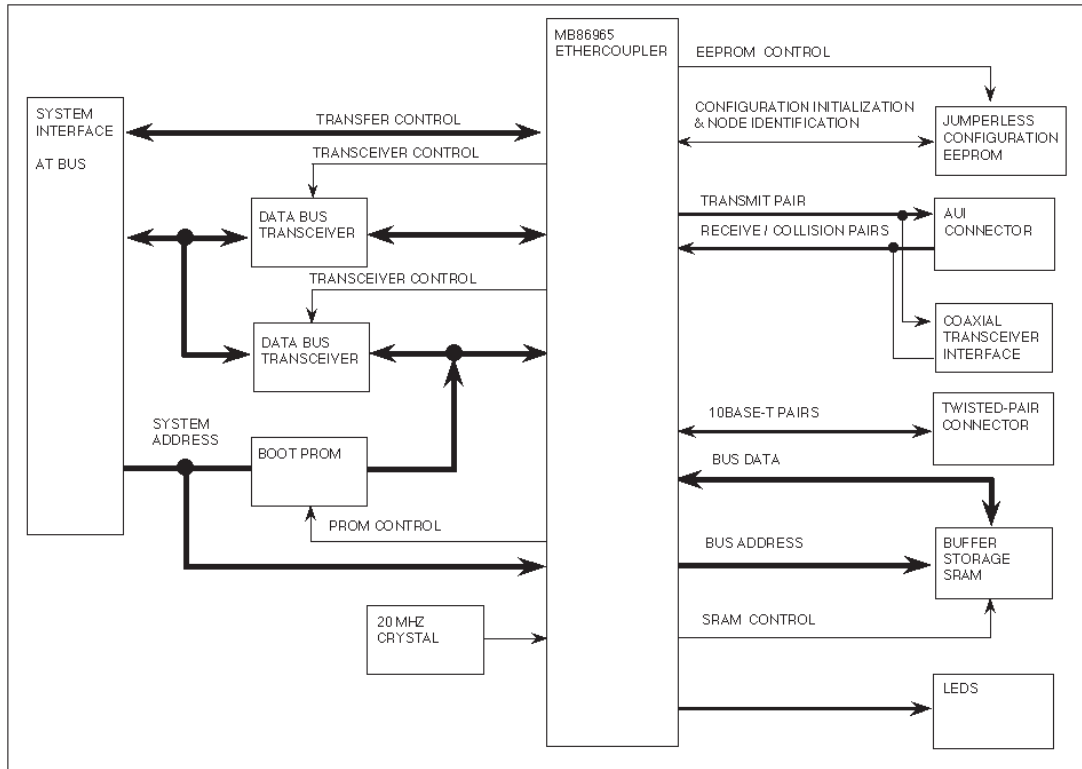 MB86965
ETHERCOUPLER
EEPROM CONTROL
SYSTEM
INTERFACE
AT BUS
TRANSFER CONTROL
CONFIGURATION INITIALIZATION
& NODE IDENTIFICATION
JUMPERLESS
CONFIGURATION
EEPROM
TRANSCEIVER CONTROL
DATA BUS
TRANSCEIVER
TRANSMIT PAIR
RECEIVE / COLLISION PAIRS
AUI
CONNECTOR
TRANSCEIVER CONTROL
DATA BUS
TRANSCEIVER
COAXIAL
TRANSCEIVER
INTERFACE
SYSTEM
ADDRESS
BOOT PROM
10BASE-T PAIRS
TWISTED-PAIR
CONNECTOR
BUS DATA
PROM CONTROL
BUS ADDRESS
BUFFER
STORAGE
SRAM
20 MHZ
CRYSTAL
SRAM CONTROL
LEDS